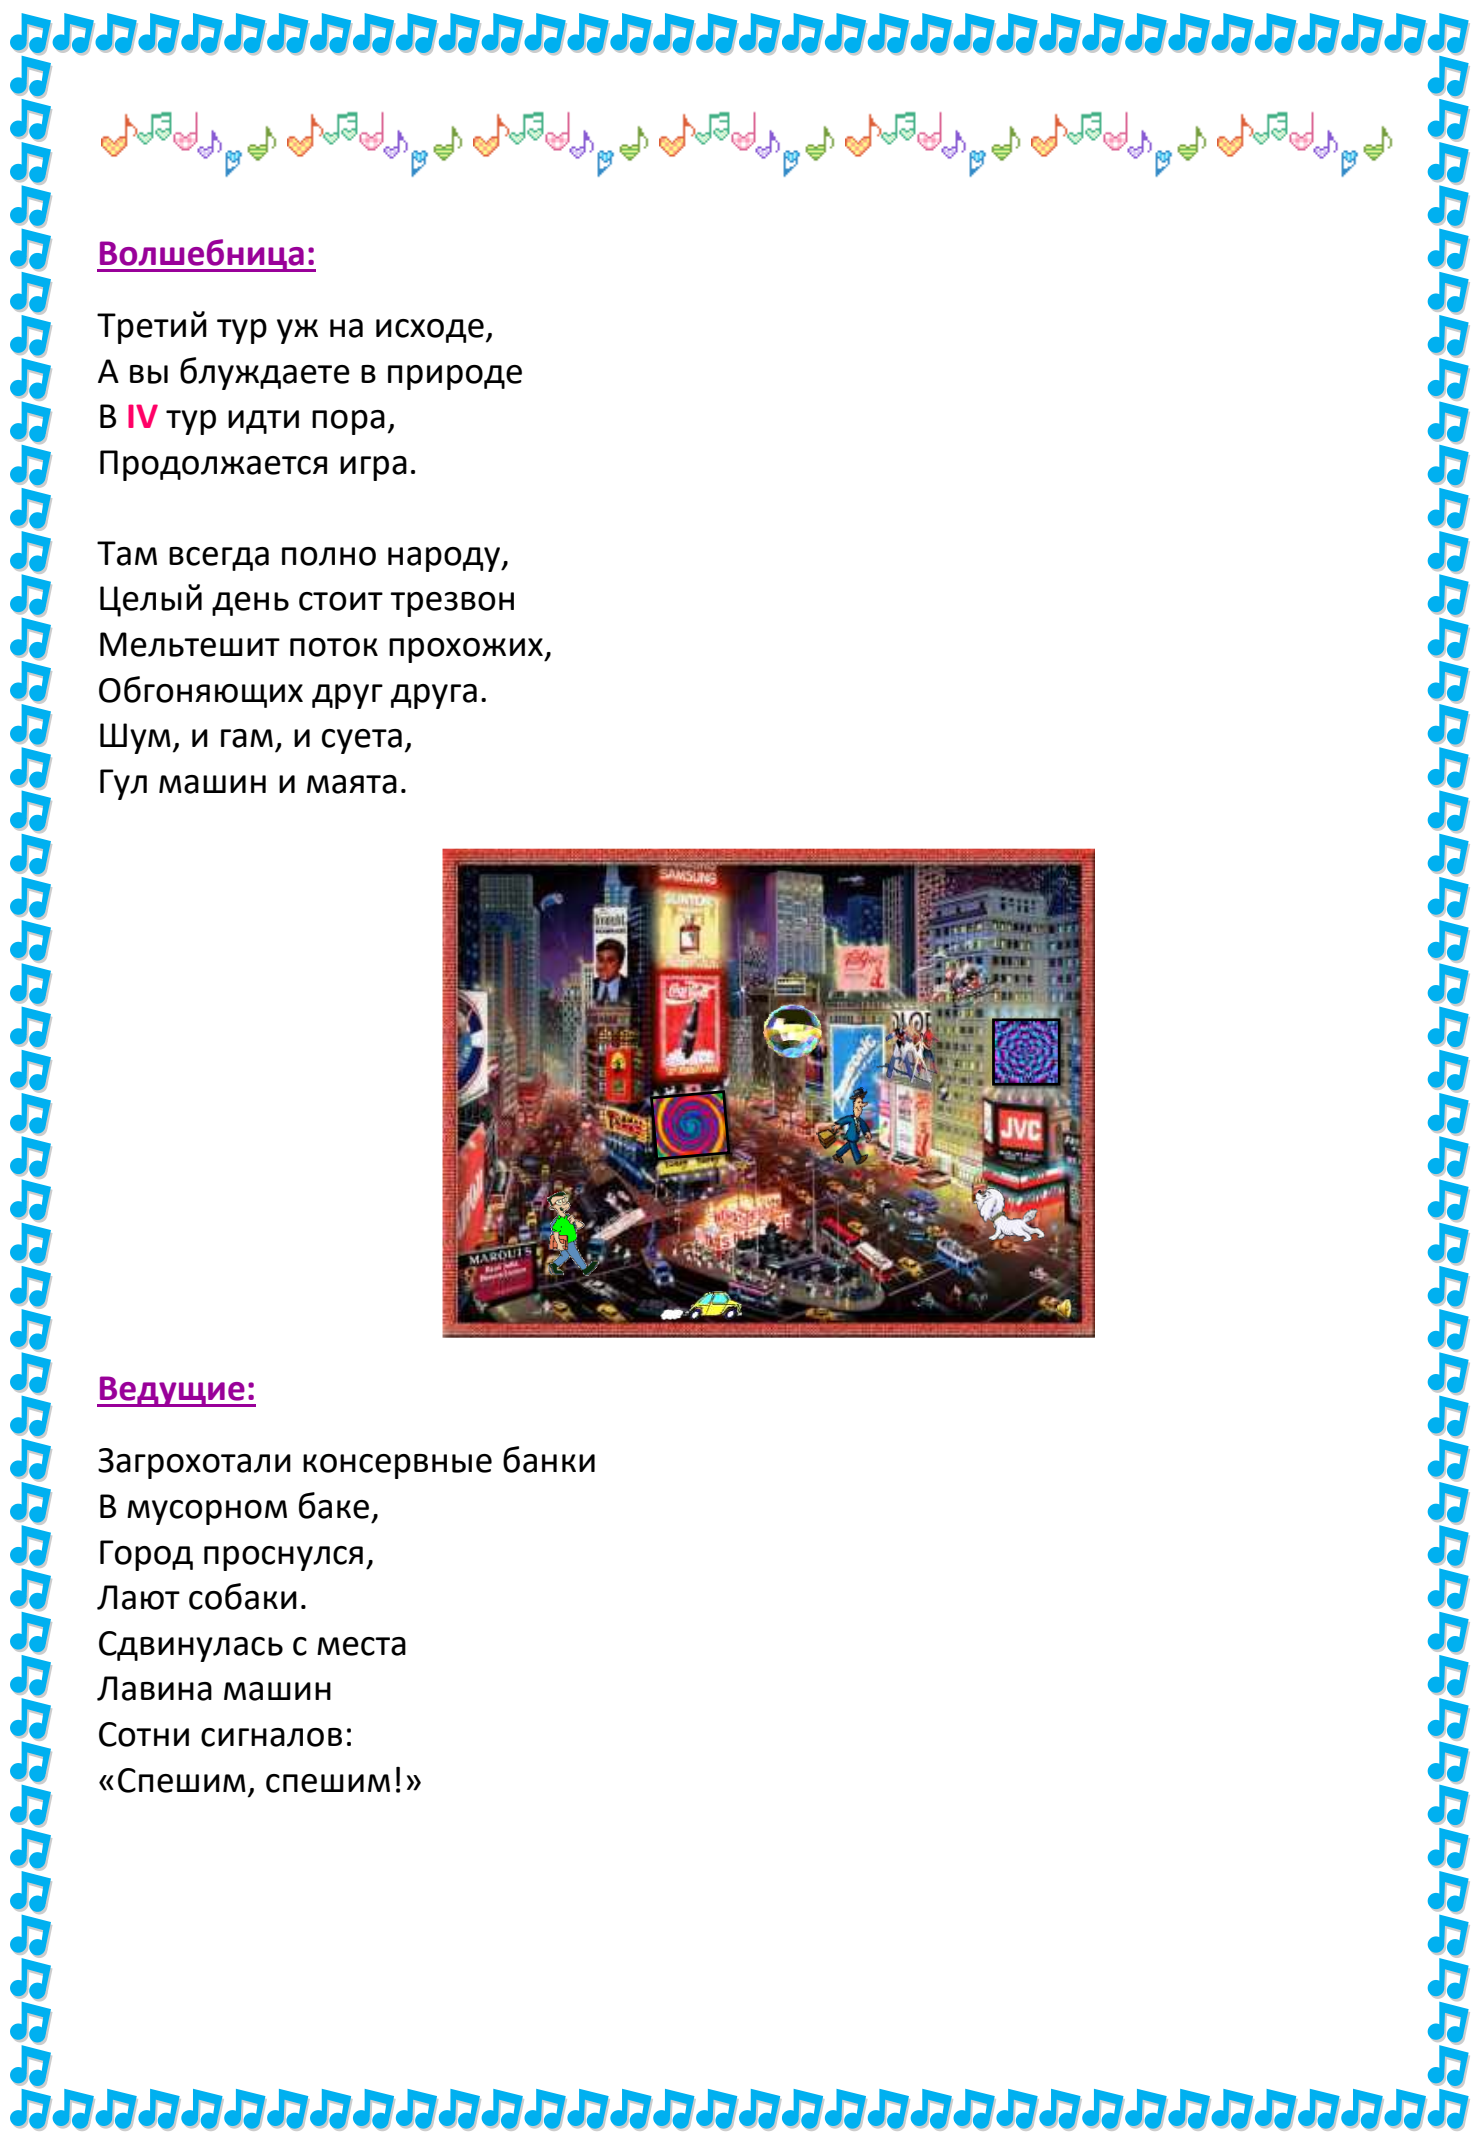 Волшебница:
Третий тур уж на исходе,
А вы блуждаете в природе
В IV тур идти пора,
Продолжается игра.
Там всегда полно народу,
Целый день стоит трезвон
Мельтешит поток прохожих,
Обгоняющих друг друга.
Шум, и гам, и суета,
Гул машин и маята.
SAMSUNG
SUNTORY
JVC
MARQUIS
Ведущие:
Загрохотали консервные банки
В мусорном баке,
Город проснулся,
Лают собаки.
Сдвинулась с места
Лавина машин
Сотни сигналов:
«Спешим, спешим!»